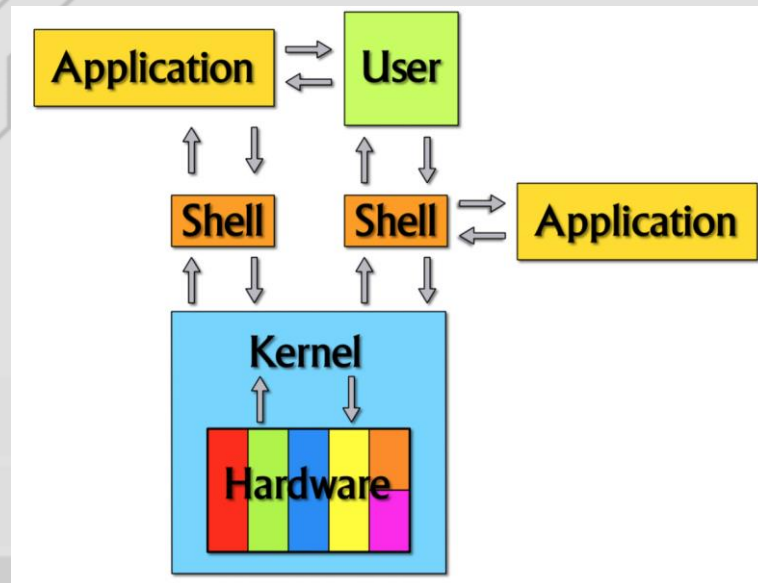 Application
User
Shell
Shell
Application
Kernel
Hardware